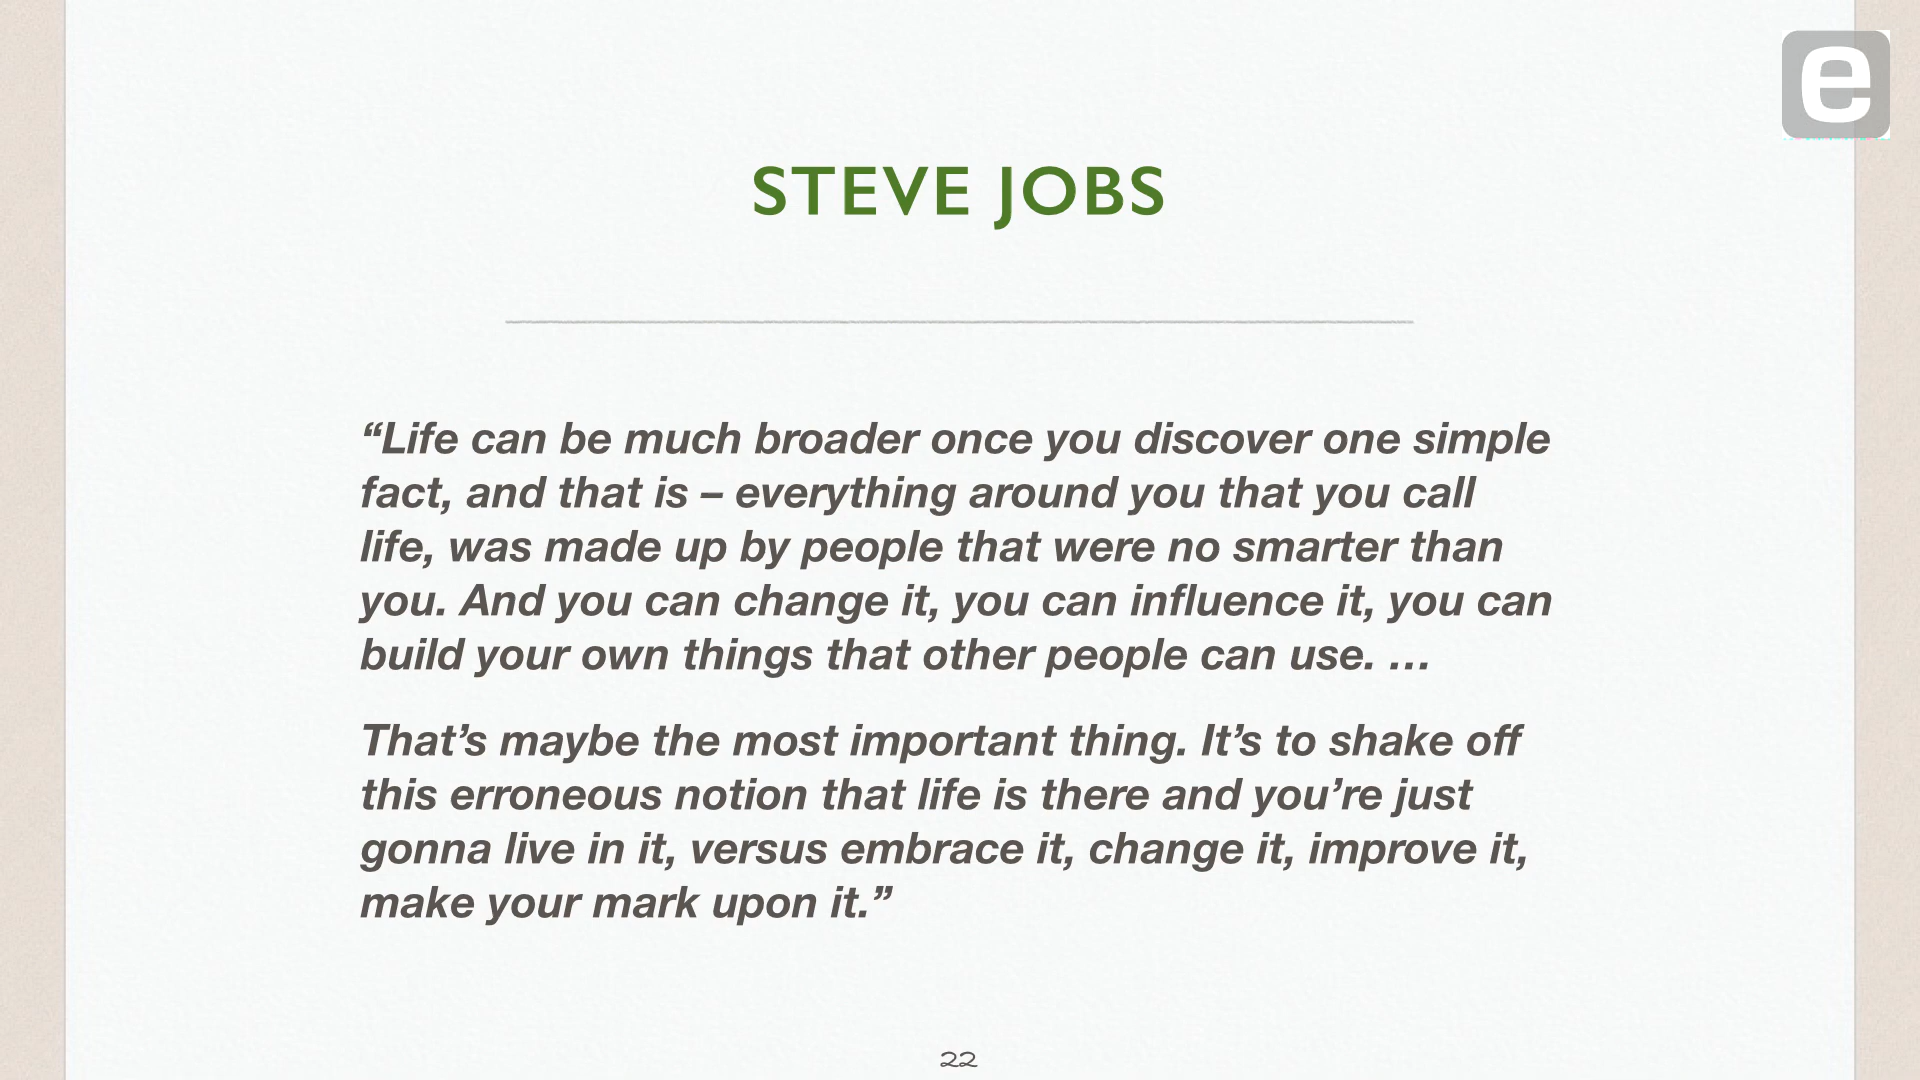 e
STEVE JOBS
“Life can be much broader once you discover one simple
fact, and that is – everything around you that you call
life, was made up by people that were no smarter than
you. And you can change it, you can influence it, you can
build your own things that other people can use. …
That’s maybe the most important thing. It’s to shake off
this erroneous notion that life is there and you’re just
gonna live in it, versus embrace it, change it, improve it,
make your mark upon it.”
22